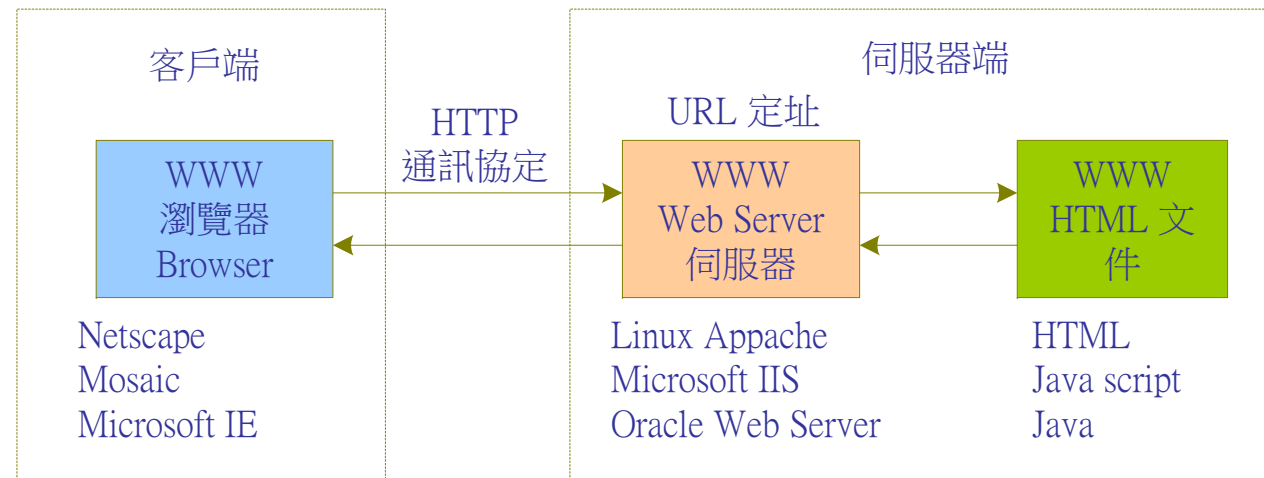 客戶端
伺服器端
HTTP
通訊協定
URL 定址
WWW
瀏覽器
Browser
WWW
Web Server
伺服器
WWW
HTML 文
件
Netscape
Mosaic
Microsoft IE
Linux Appache
Microsoft IIS
Oracle Web Server
HTML
Java script
Java